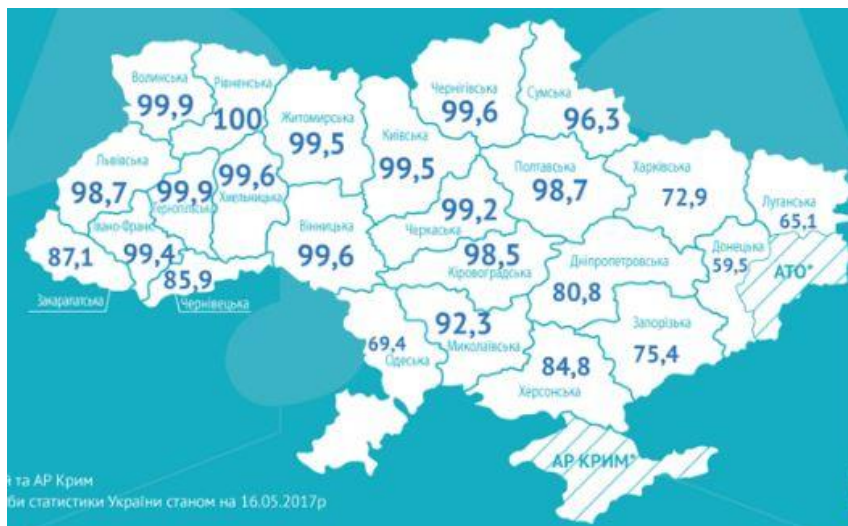 Волинська
99,9
Рівненська
100
Житомирська
99,5
Київська
99,5
Чернігівська
99,6
Сумська
96,3
Львівська
98,7
99,9
Тернопільська
99,6
Хмельницька
Вінницька
99,6
99,2
Черкаська
Полтавська
98,7
Харківська
72,9
Луганська
65,1
87,1
Закарпатська
Івано-Франк
99,4
85,9
Чернівецька
98,5
Кіровоградська
Дніпропетровська
80,8
Донецька
59,5
АТО*
69,4
Одеська
92,3
Миколаївська
84,8
Херсонська
Запорізька
75,4
АР КРИМ*
й та АР Крим
би статистики України станом на 16.05.2017р